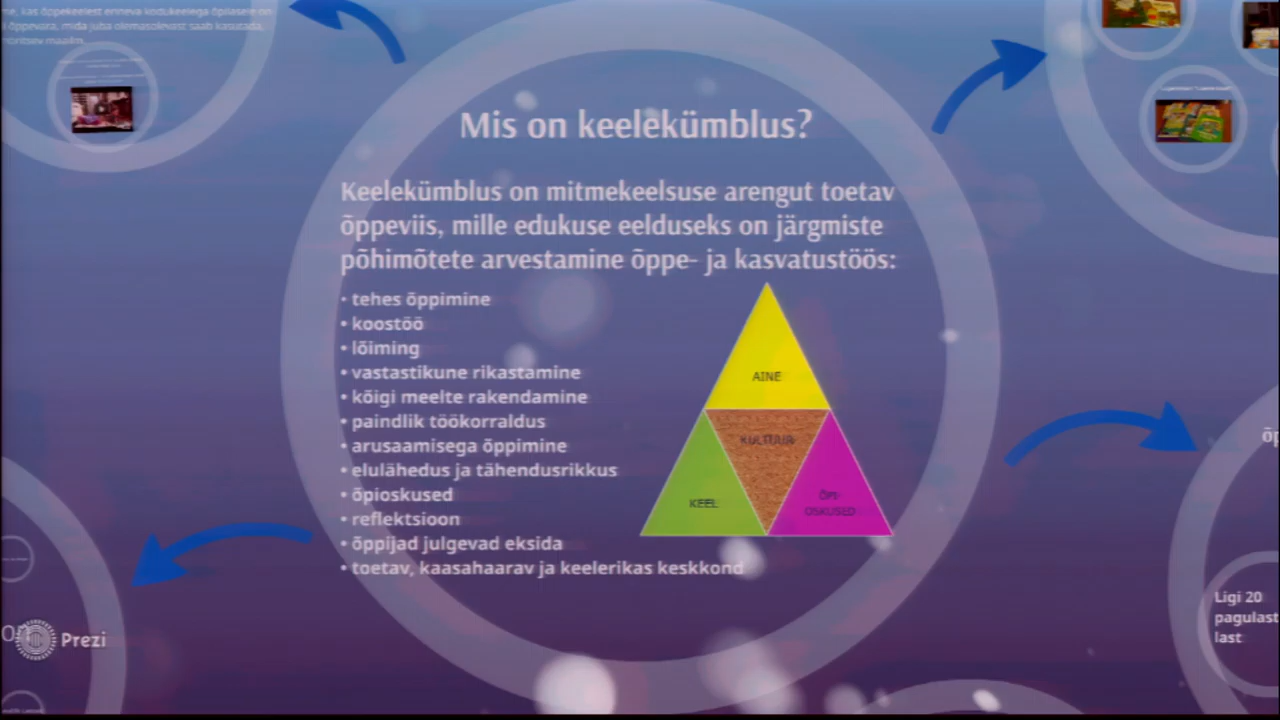 Mis on keelekümblus?
Keelekümblus on mitmekeelsuse arengut toetav
õppeviis, mille edukuse eelduseks on järgmiste
põhimõtete arvestamine õppe- ja kasvatustöös:
• tehes õppimine
• koostöö
• lõiming
• vastastikune rikastamine
• kõigi meelte rakendamine
• paindlik töökorraldus
• arusaamisega õppimine
• elulähedus ja tähendusrikkus
• õpioskused
• reflektsioon
• õppijad julgevad eksida
• toetav, kaasahaarav ja keelerikas keskkond
AINE
KULTUUR
KEEL
ÕPI-
OSKUSED
Prezi
Ligi 20
pagulast
last